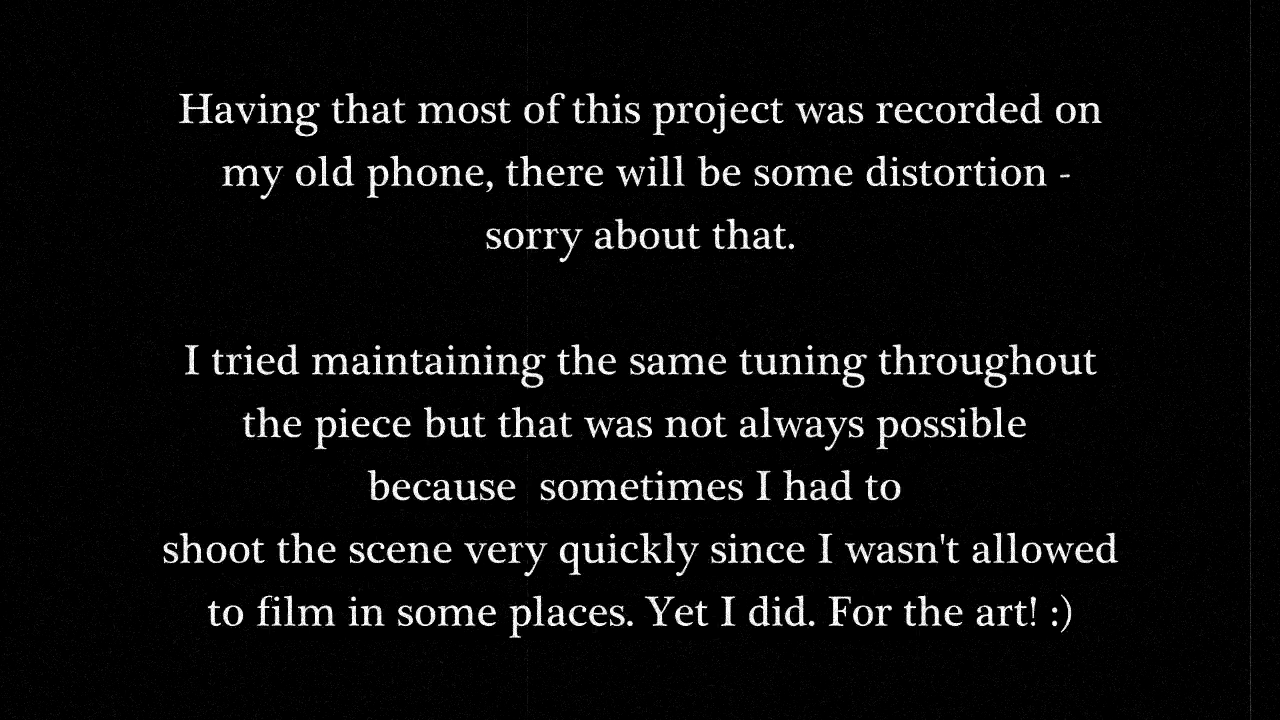 Having that most of this project was recorded on
my old phone, there will be some distortion -
sorry about that.
I tried maintaining the same tuning throughout
the piece but that was not always possible
because  sometimes I had to
shoot the scene very quickly since I wasn't allowed
to film in some places. Yet I did. For the art! :)